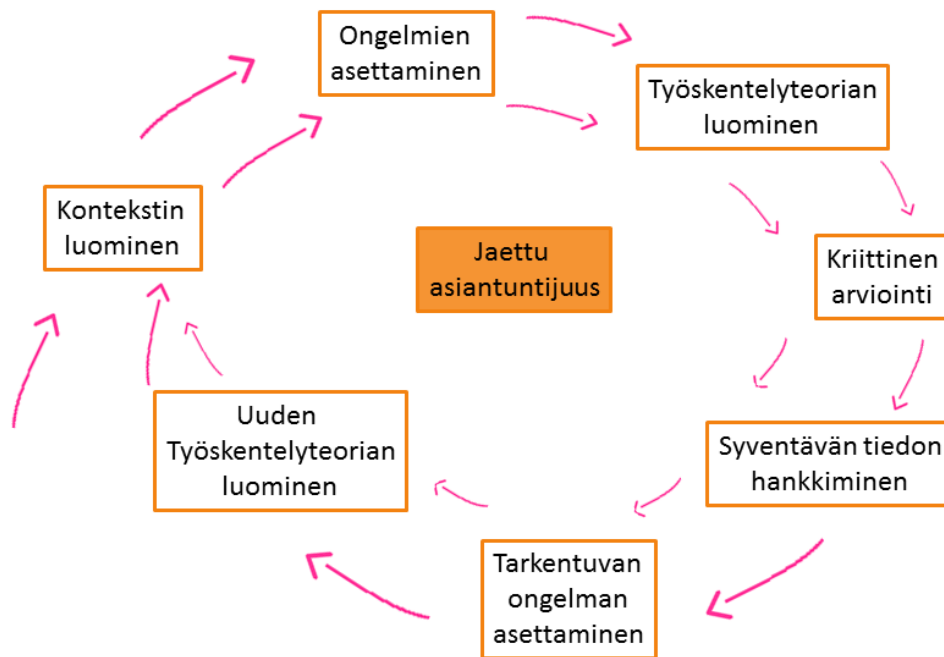 Ongelmien
asettaminen
Työskentelyteorian
luominen
Kontekstin
luominen
Jaettu
asiantuntijuus
Kriittinen
arviointi
Syventävän tiedon
hankkiminen
Uuden
Työskentelyteorian
luominen
Tarkentuvan
ongelman
asettaminen